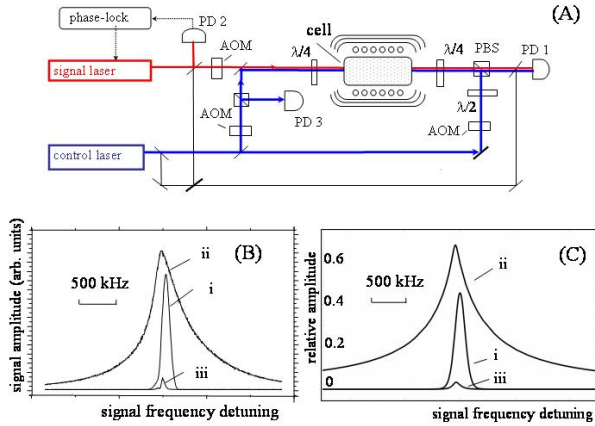 (A)
phase-lock
PD 2
signal laser
AOM
λ/4
cell
λ/4
PBS
PD 1
AOM
PD 3
λ/2
AOM
control laser
(B)
signal amplitude (arb. units)
500 kHz
ii
i
iii
signal frequency detuning
(C)
relative amplitude
0.6
0.4
0.2
0
500 kHz
ii
i
iii
signal frequency detuning